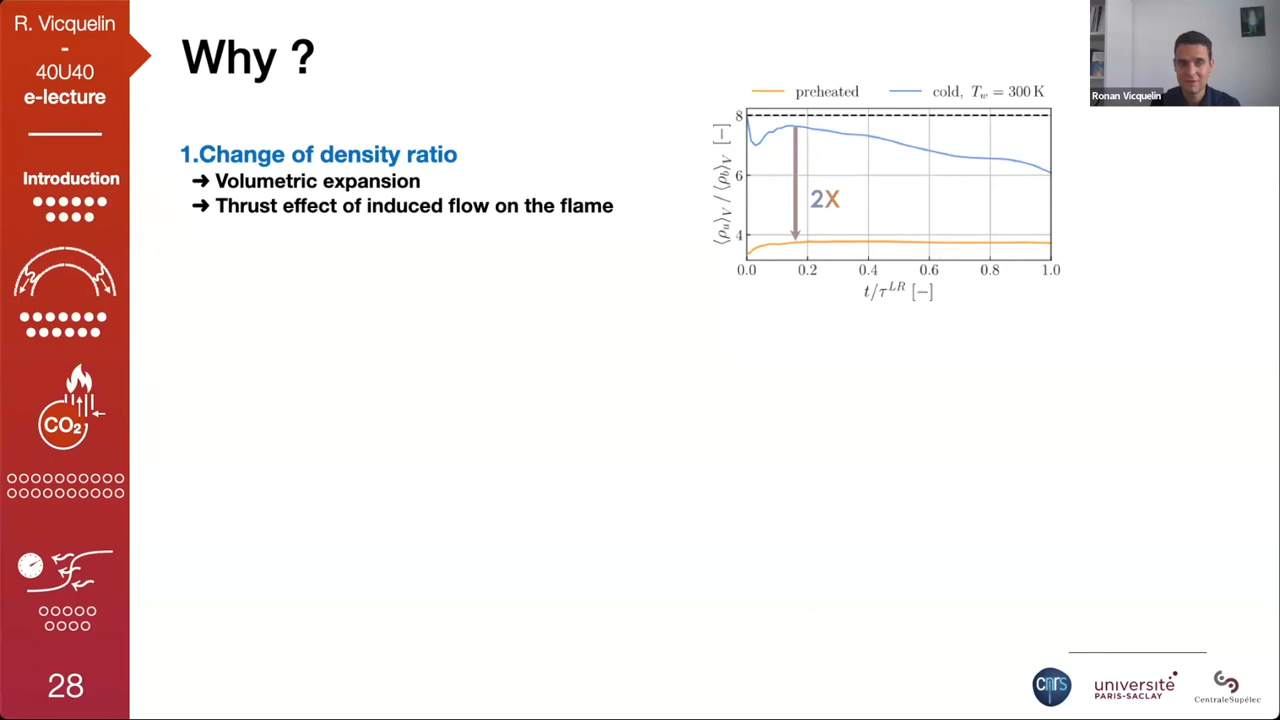 R. Vicquelin
-
40U40
e-lecture
Introduction
CO₂
28
Why ?
1.Change of density ratio
➜ Volumetric expansion
➜ Thrust effect of induced flow on the flame
preheated
cold, T_w = 300 K
⟨ρ_u⟩_V / ⟨ρ_b⟩_V [−]
8
6
4
2X
0.0 0.2 0.4 0.6 0.8 1.0
t/τ^{LR} [−]
Ronan Vicquelin
cnrs
université
PARIS-SACLAY
CentraleSupélec